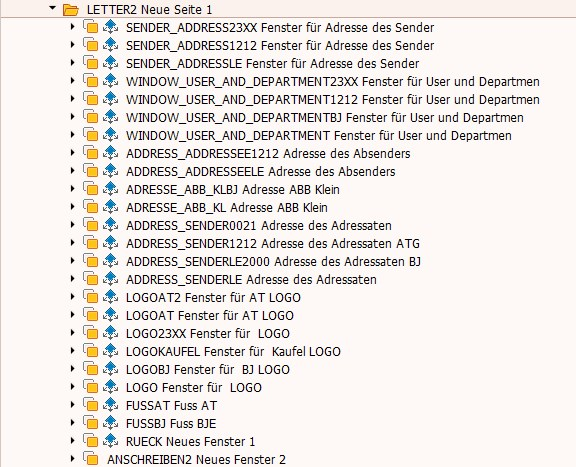 LETTER2 Neue Seite 1
SENDER_ADDRESS23XX Fenster für Adresse des Sender
SENDER_ADDRESS1212 Fenster für Adresse des Sender
SENDER_ADDRESSLE Fenster für Adresse des Sender
WINDOW_USER_AND_DEPARTMENT23XX Fenster für User und Departmen
WINDOW_USER_AND_DEPARTMENT1212 Fenster für User und Departmen
WINDOW_USER_AND_DEPARTMENTBJ Fenster für User und Departmen
WINDOW_USER_AND_DEPARTMENT Fenster für User und Departmen
ADDRESS_ADDRESSEE1212 Adresse des Absenders
ADDRESS_ADDRESSEELE Adresse des Absenders
ADRESSE_ABB_KLBJ Adresse ABB Klein
ADRESSE_ABB_KL Adresse ABB Klein
ADDRESS_SENDER0021 Adresse des Adressaten
ADDRESS_SENDER1212 Adresse des Adressaten ATG
ADDRESS_SENDERLE2000 Adresse des Adressaten BJ
ADDRESS_SENDERLE Adresse des Adressaten
LOGOAT2 Fenster für AT LOGO
LOGOAT Fenster für AT LOGO
LOGO23XX Fenster für LOGO
LOGOKAUFEL Fenster für Kaufel LOGO
LOGOBJ Fenster für BJ LOGO
LOGO Fenster für LOGO
FUSSAT Fuss AT
FUSSBJ Fuss BJE
RUECK Neues Fenster 1
ANSCHREIBEN2 Neues Fenster 2